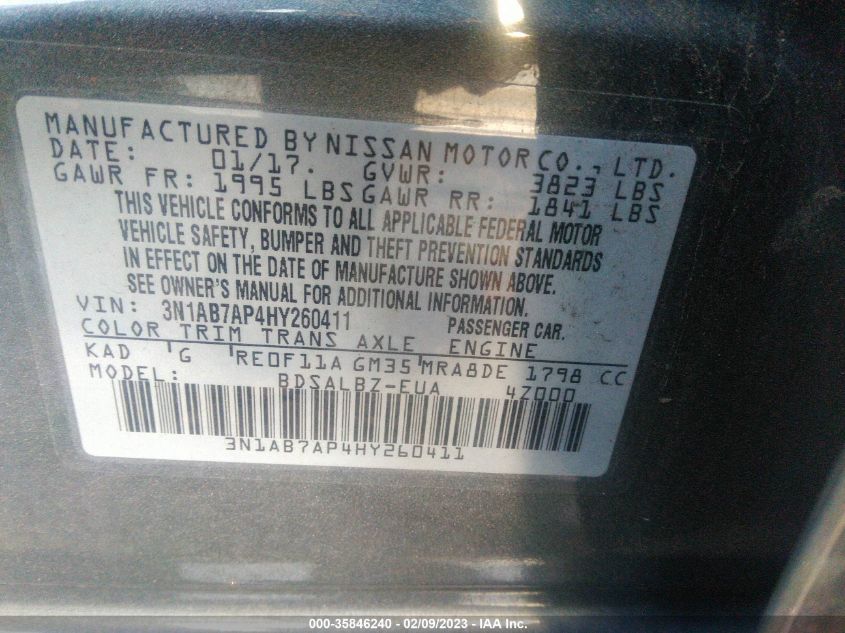 MANUFACTURED BY NISSAN MOTOR CO., LTD.
DATE: 01/17. GVWR: 3823 LBS
GAWR FR: 1995 LBS GAWR RR: 1841 LBS
THIS VEHICLE CONFORMS TO ALL APPLICABLE FEDERAL MOTOR
VEHICLE SAFETY, BUMPER AND THEFT PREVENTION STANDARDS
IN EFFECT ON THE DATE OF MANUFACTURE SHOWN ABOVE.
SEE OWNER'S MANUAL FOR ADDITIONAL INFORMATION.
VIN: 3N1AB7AP4HY260411 PASSENGER CAR.
COLOR TRIM TRANS AXLE ENGINE
KAD G RE0F11A GM35 MRA8DE 1798 CC
MODEL: BDSALBZ-EUA 4Z000
3N1AB7AP4HY260411
000-35846240 - 02/09/2023 - IAA Inc.